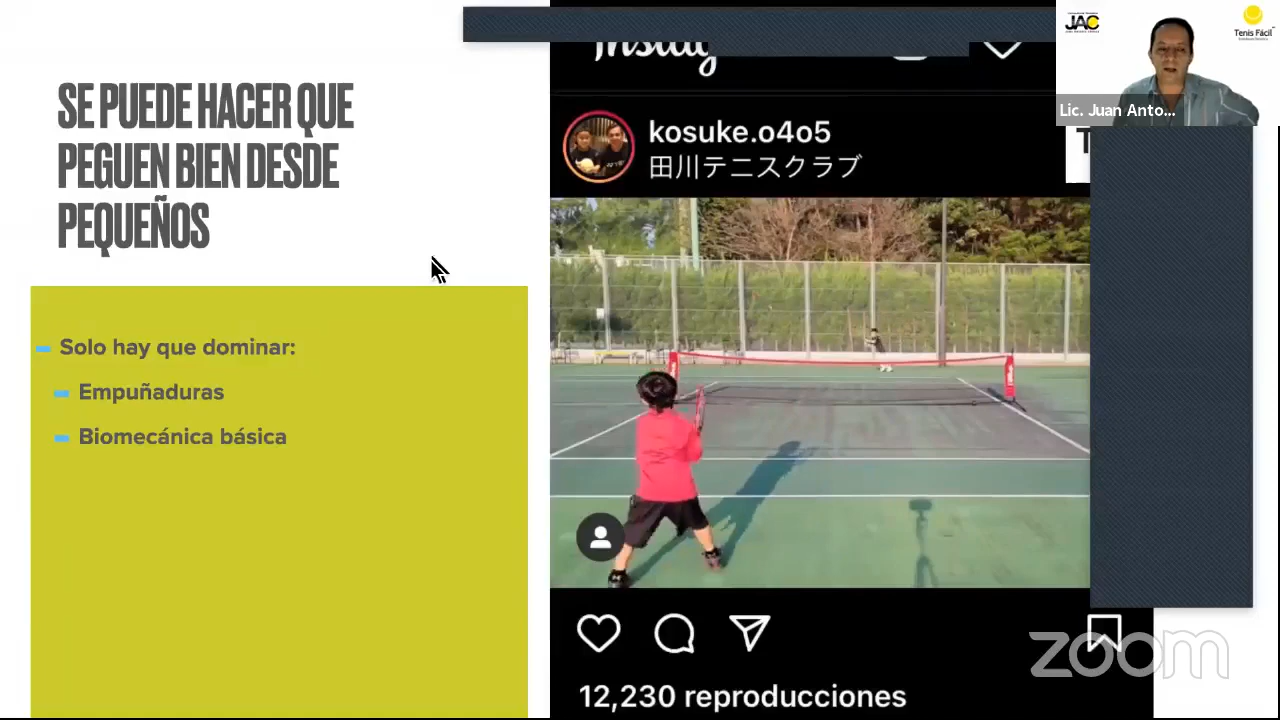 SE PUEDE HACER QUE
PEGUEN BIEN DESDE
PEQUEÑOS
Solo hay que dominar:
Empuñaduras
Biomecánica básica
kosuke.o4o5
田川テニスクラブ
12,230 reproducciones
JAC
Tenis Fácil
Lic. Juan Anto...
zoom